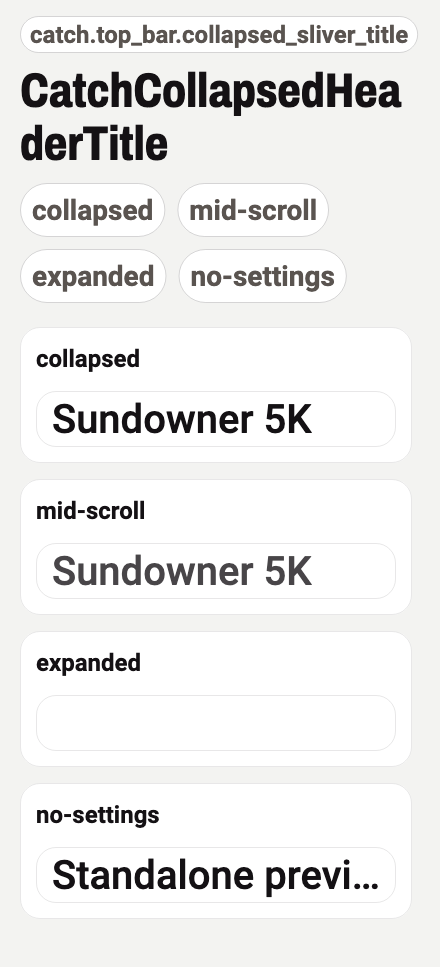 catch.top_bar.collapsed_sliver_title
CatchCollapsedHea
derTitle
collapsed
mid-scroll
expanded
no-settings
collapsed
Sundowner 5K
mid-scroll
Sundowner 5K
expanded
no-settings
Standalone previ…